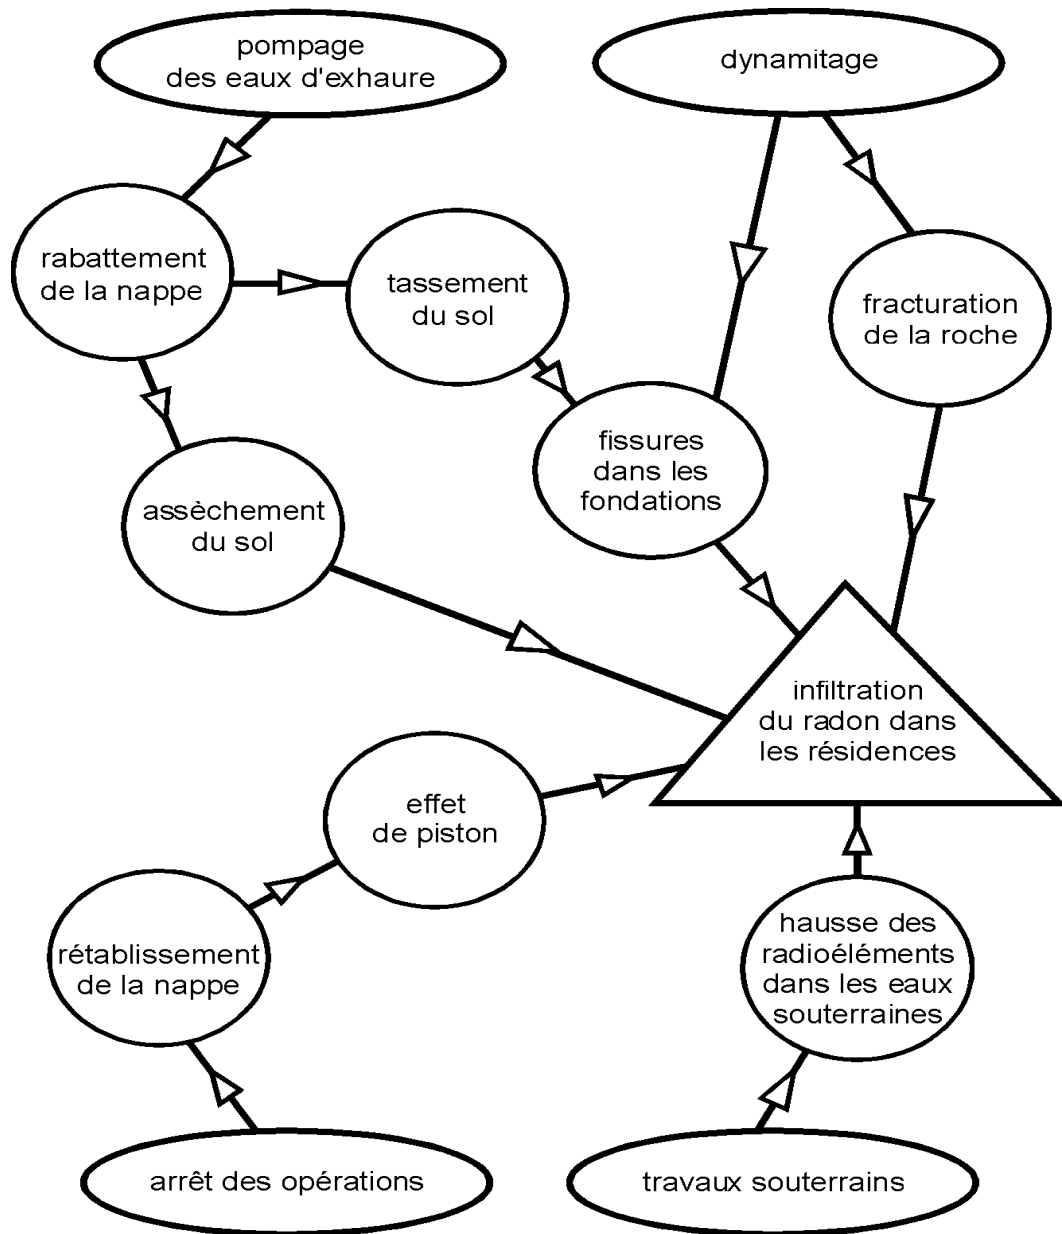 pompage
des eaux d'exhaure
dynamitage
rabattement
de la nappe
tassement
du sol
fracturation
de la roche
fissures
dans les
fondations
assèchement
du sol
infiltration
du radon dans
les résidences
effet
de piston
rétablissement
de la nappe
hausse des
radioéléments
dans les eaux
souterraines
arrêt des opérations
travaux souterrains